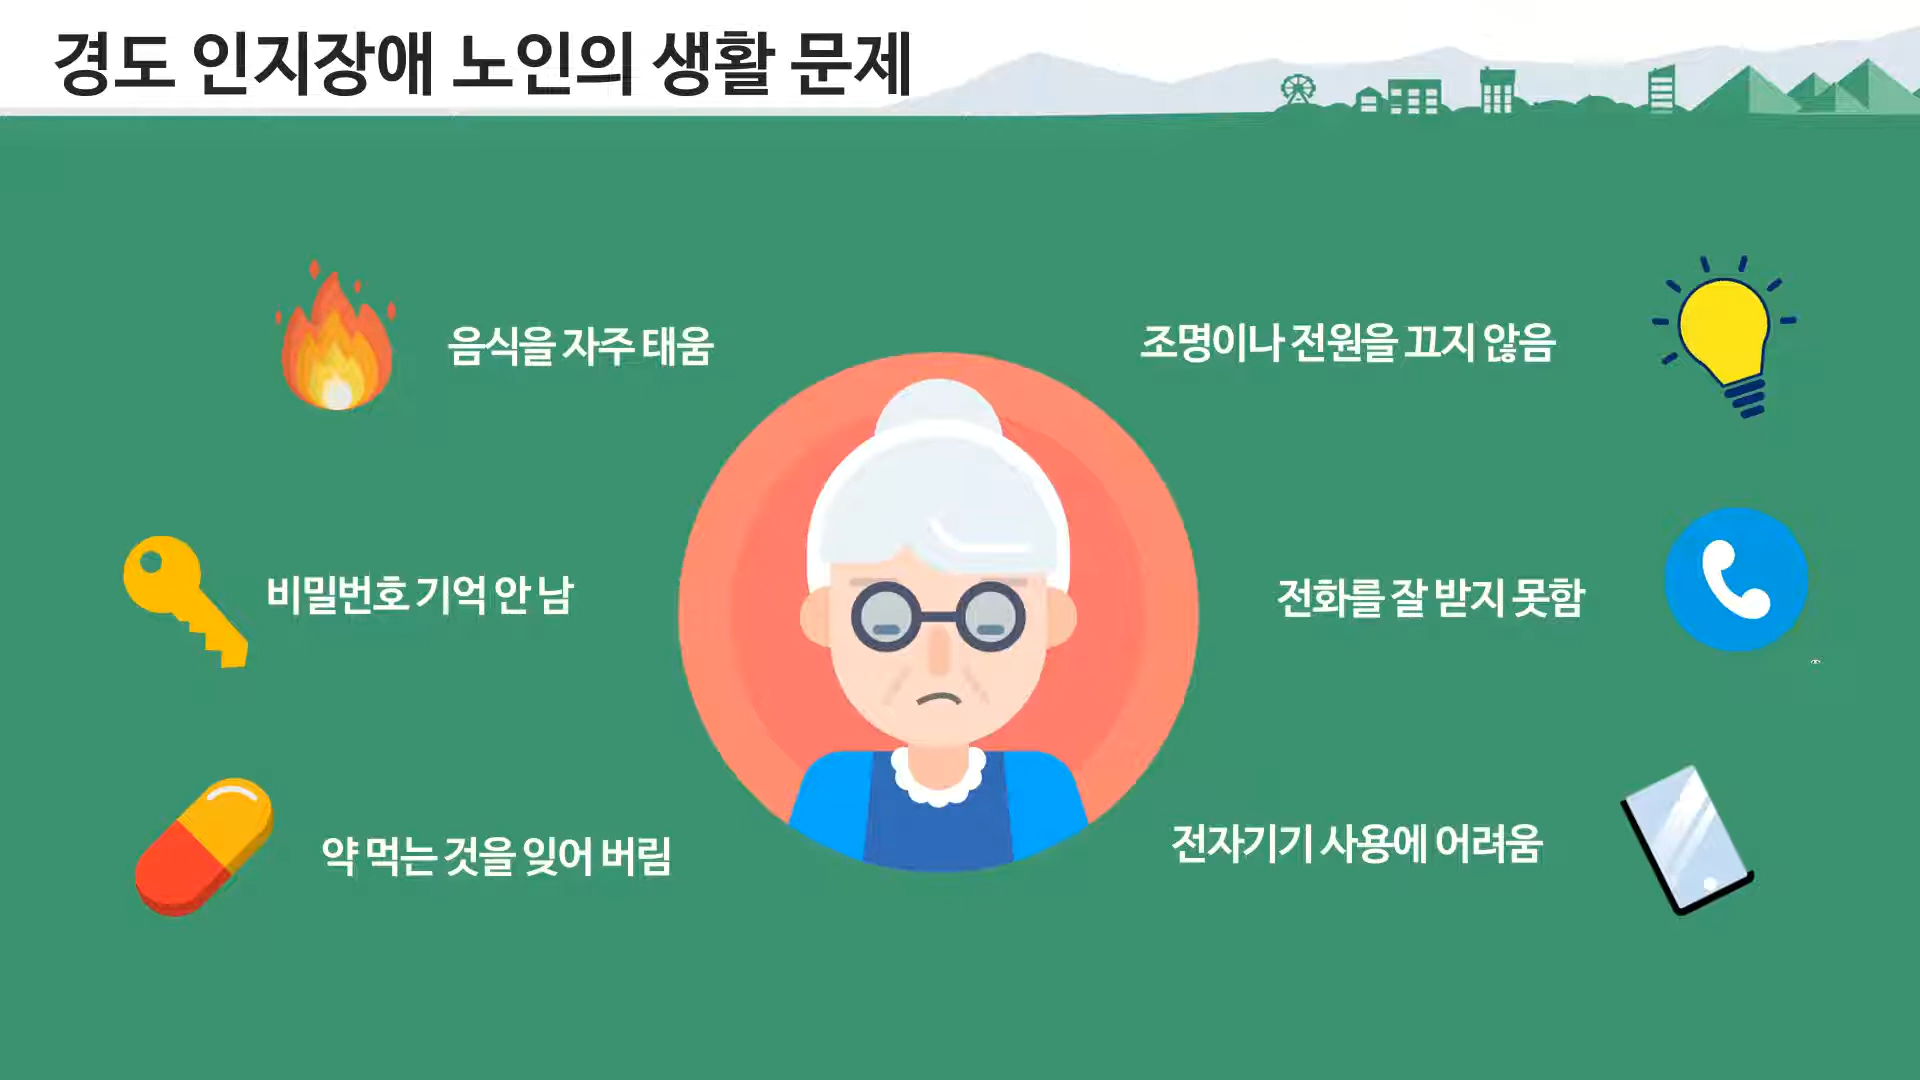 경도 인지장애 노인의 생활 문제
음식을 자주 태움
조명이나 전원을 끄지 않음
비밀번호 기억 안 남
전화를 잘 받지 못함
약 먹는 것을 잊어 버림
전자기기 사용에 어려움